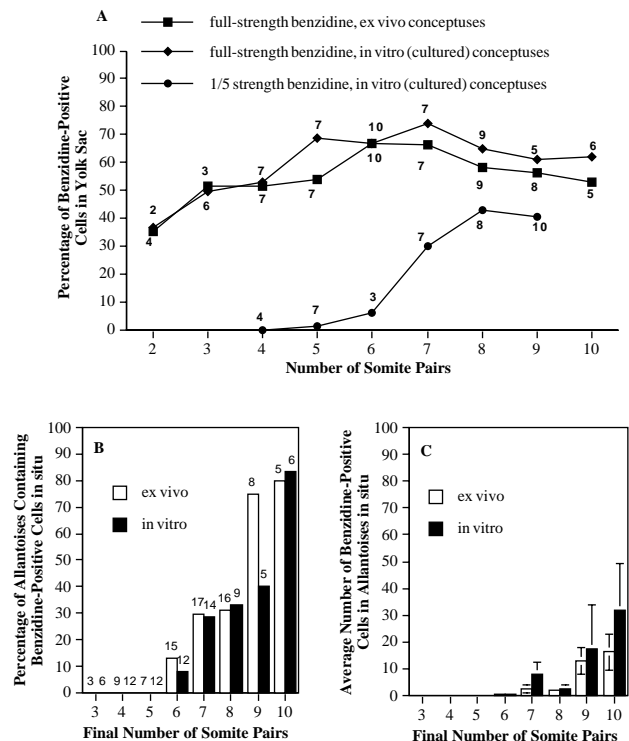 A
full-strength benzidine, ex vivo conceptuses
full-strength benzidine, in vitro (cultured) conceptuses
1/5 strength benzidine, in vitro (cultured) conceptuses
Percentage of Benzidine-Positive
Cells in Yolk Sac
100
90
80
70
60
50
40
30
20
10
0
2 3 7 7 10 7 9 5 6
4 6 7 7 10 7 9 8 5
4 7 3 7 8 10
2 3 4 5 6 7 8 9 10
Number of Somite Pairs
B
ex vivo
in vitro
Percentage of Allantoises Containing
Benzidine-Positive Cells in situ
100
90
80
70
60
50
40
30
20
10
0
3 6 9 12 7 12 15 12 17 14 16 9 8 5 5 6
3 4 5 6 7 8 9 10
Final Number of Somite Pairs
C
ex vivo
in vitro
Average Number of Benzidine-Positive
Cells in Allantoises in situ
100
90
80
70
60
50
40
30
20
10
0
3 4 5 6 7 8 9 10
Final Number of Somite Pairs